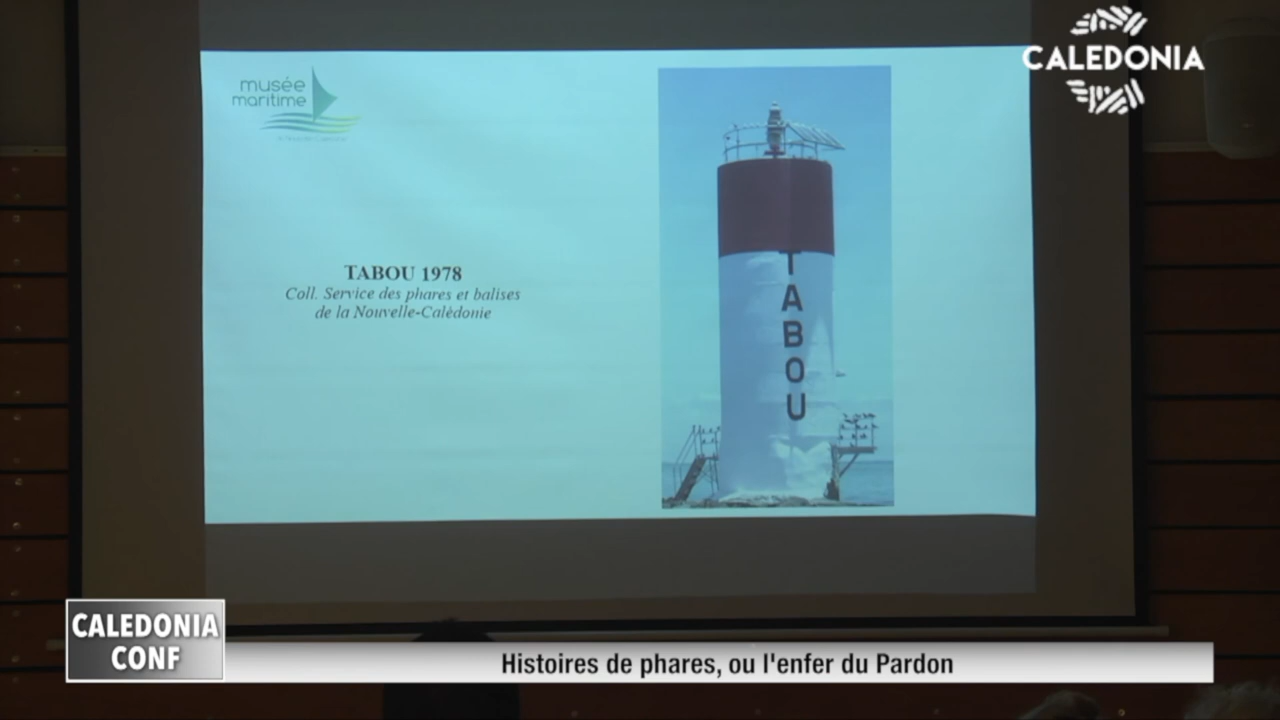 CALEDONIA
musée
maritime
TABOU 1978
Coll. Service des phares et balises
de la Nouvelle-Calédonie
TABOU
CALEDONIA
CONF
Histoires de phares, ou l'enfer du Pardon